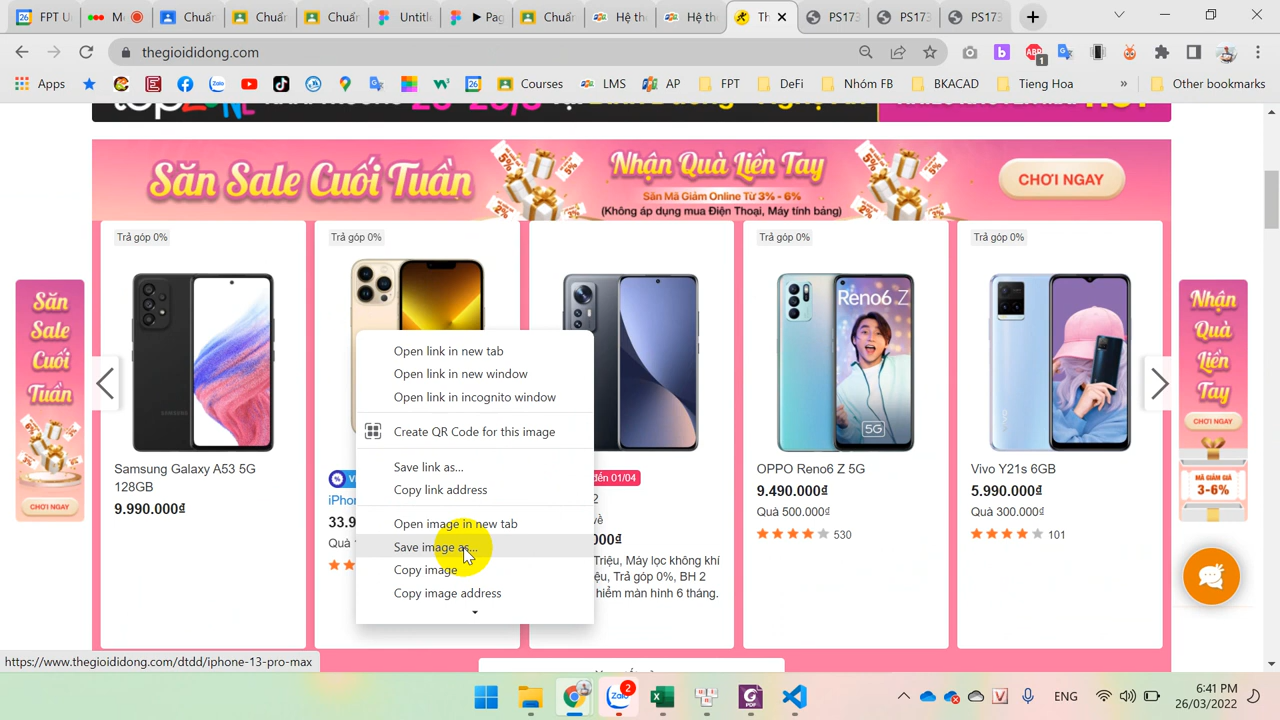 FPT U
M
Chuẩn
Chuẩn
Chuẩn
Untitl
Pag
Chuẩn
Hệ th
Hệ th
Th
PS173
PS173
PS173
thegioididong.com
1
Apps
Courses
LMS
AP
FPT
DeFi
Nhóm FB
BKACAD
Tieng Hoa
»
Other bookmarks
Săn Sale Cuối Tuần
Nhận Quà Liền Tay
Săn Mã Giảm Online Từ 3% - 6%
(Không áp dụng mua Điện Thoại, Máy tính bảng)
CHƠI NGAY
5%
Trả góp 0%
Trả góp 0%
Trả góp 0%
Trả góp 0%
Săn
Sale
Cuối
Tuần
CHƠI NGAY
Nhận
Quà
Liền
Tay
CHƠI NGAY
MÃ GIẢM GIÁ
3-6%
SAMSUNG
Reno6 Z
5G
vivo
Open link in new tab
Open link in new window
Open link in incognito window
Create QR Code for this image
Save link as...
Copy link address
Open image in new tab
Save image as...
Copy image
Copy image address
Samsung Galaxy A53 5G
128GB
9.990.000₫
iPhon
33.9
Quà
đến 01/04
2
về
00₫
Triệu, Máy lọc không khí
ệu, Trả góp 0%, BH 2
hiểm màn hình 6 tháng.
OPPO Reno6 Z 5G
9.490.000₫
Quà 500.000₫
530
Vivo Y21s 6GB
5.990.000₫
Quà 300.000₫
101
https://www.thegioididong.com/dtdd/iphone-13-pro-max
Zalo
2
PDF
V
ENG
6:41 PM
26/03/2022